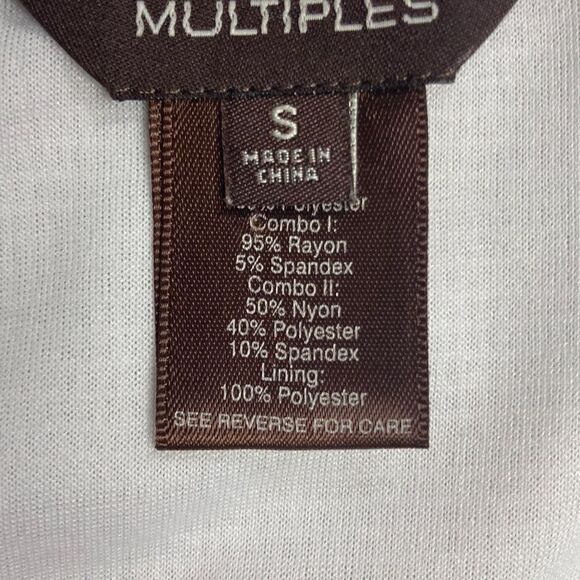 MULTIPLES
S
MADE IN
CHINA
Polyester
Combo I:
95% Rayon
5% Spandex
Combo II:
50% Nyon
40% Polyester
10% Spandex
Lining:
100% Polyester
SEE REVERSE FOR CARE